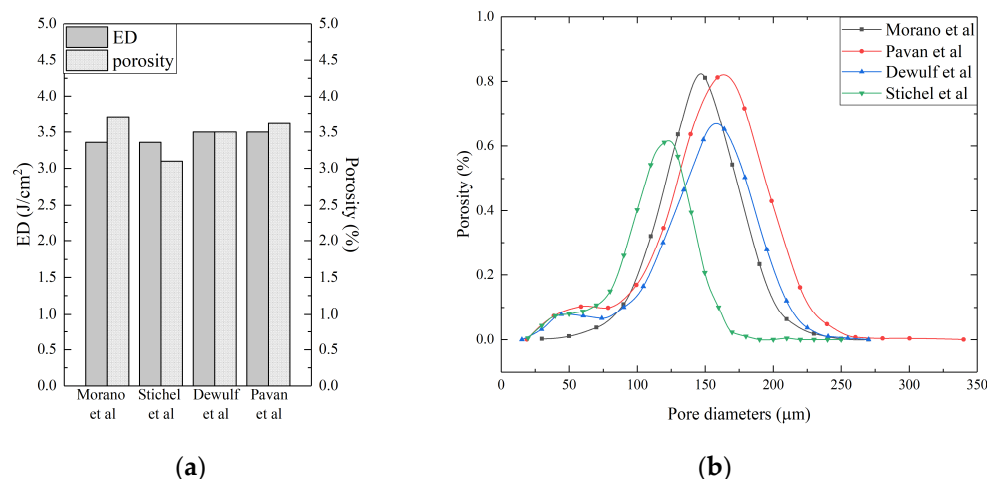 5.0
4.5
4.0
3.5
3.0
2.5
2.0
1.5
1.0
0.5
0.0
ED (J/cm²)
ED
porosity
5.0
4.5
4.0
3.5
3.0
2.5
2.0
1.5
1.0
0.5
0.0
Porosity (%)
Morano
et al
Stichel
et al
Dewulf
et al
Pavan
et al
(a)
1.0
0.8
0.6
0.4
0.2
0.0
Porosity (%)
Morano et al
Pavan et al
Dewulf et al
Stichel et al
0
50
100
150
200
250
300
350
Pore diameters (μm)
(b)